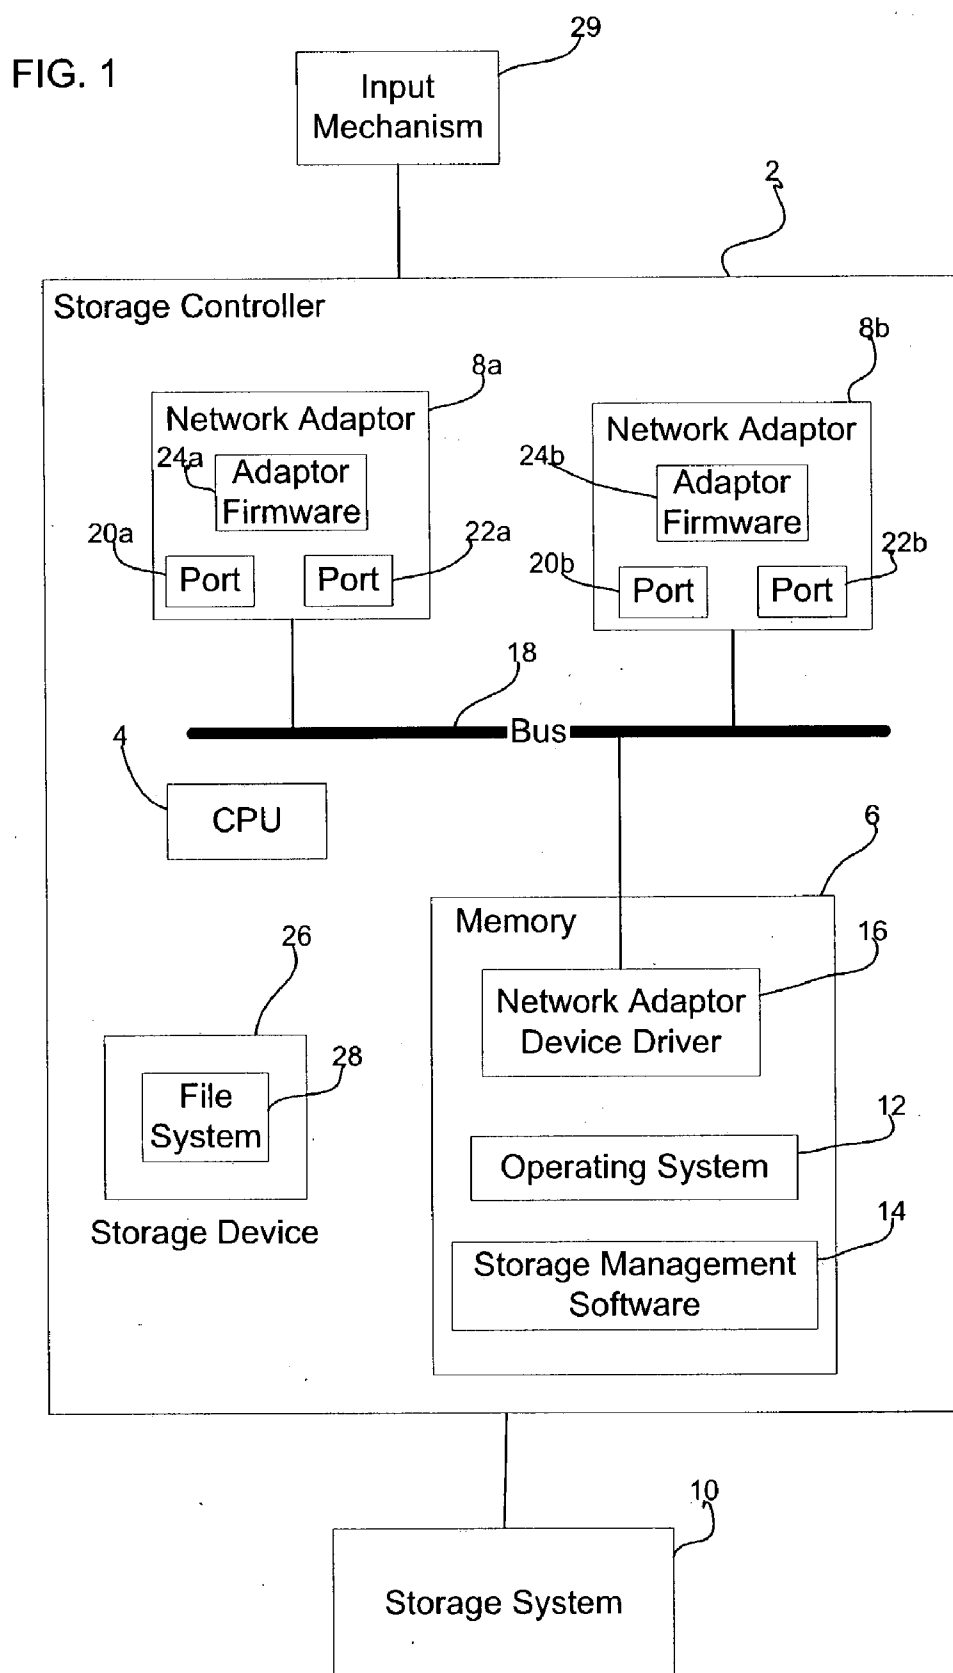 FIG. 1
29
Input
Mechanism
2
Storage Controller
8a
8b
Network Adaptor
Network Adaptor
24a
Adaptor
Firmware
24b
Adaptor
Firmware
20a
Port
22a
Port
20b
Port
22b
Port
18
Bus
4
CPU
6
Memory
16
Network Adaptor
Device Driver
26
28
File
System
Storage Device
12
Operating System
14
Storage Management
Software
10
Storage System